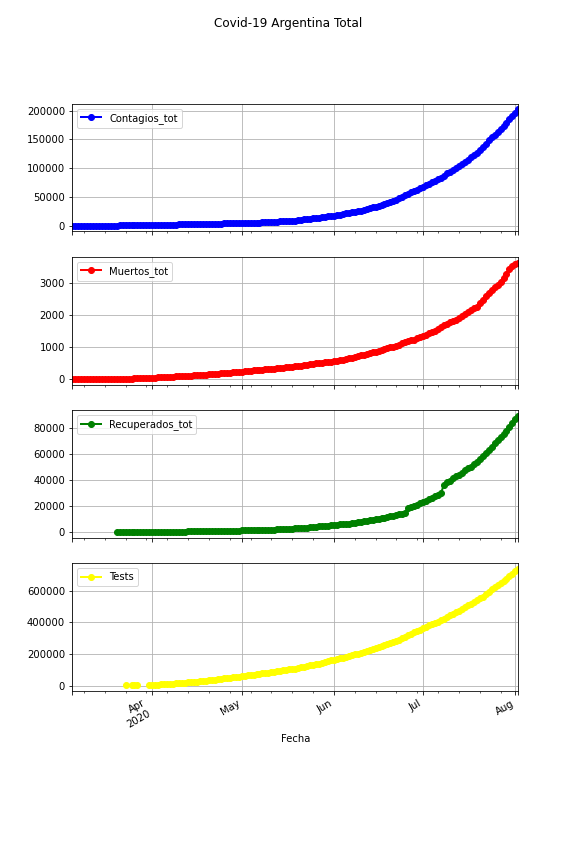 Covid-19 Argentina Total
200000
150000
100000
50000
0
Contagios_tot
3000
2000
1000
0
Muertos_tot
80000
60000
40000
20000
0
Recuperados_tot
600000
400000
200000
0
Tests
Apr
2020
May
Jun
Jul
Aug
Fecha